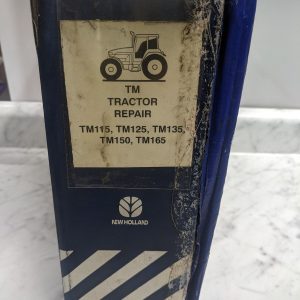 TM
TRACTOR
REPAIR
TM115, TM125, TM135,
TM150, TM165
NEW HOLLAND